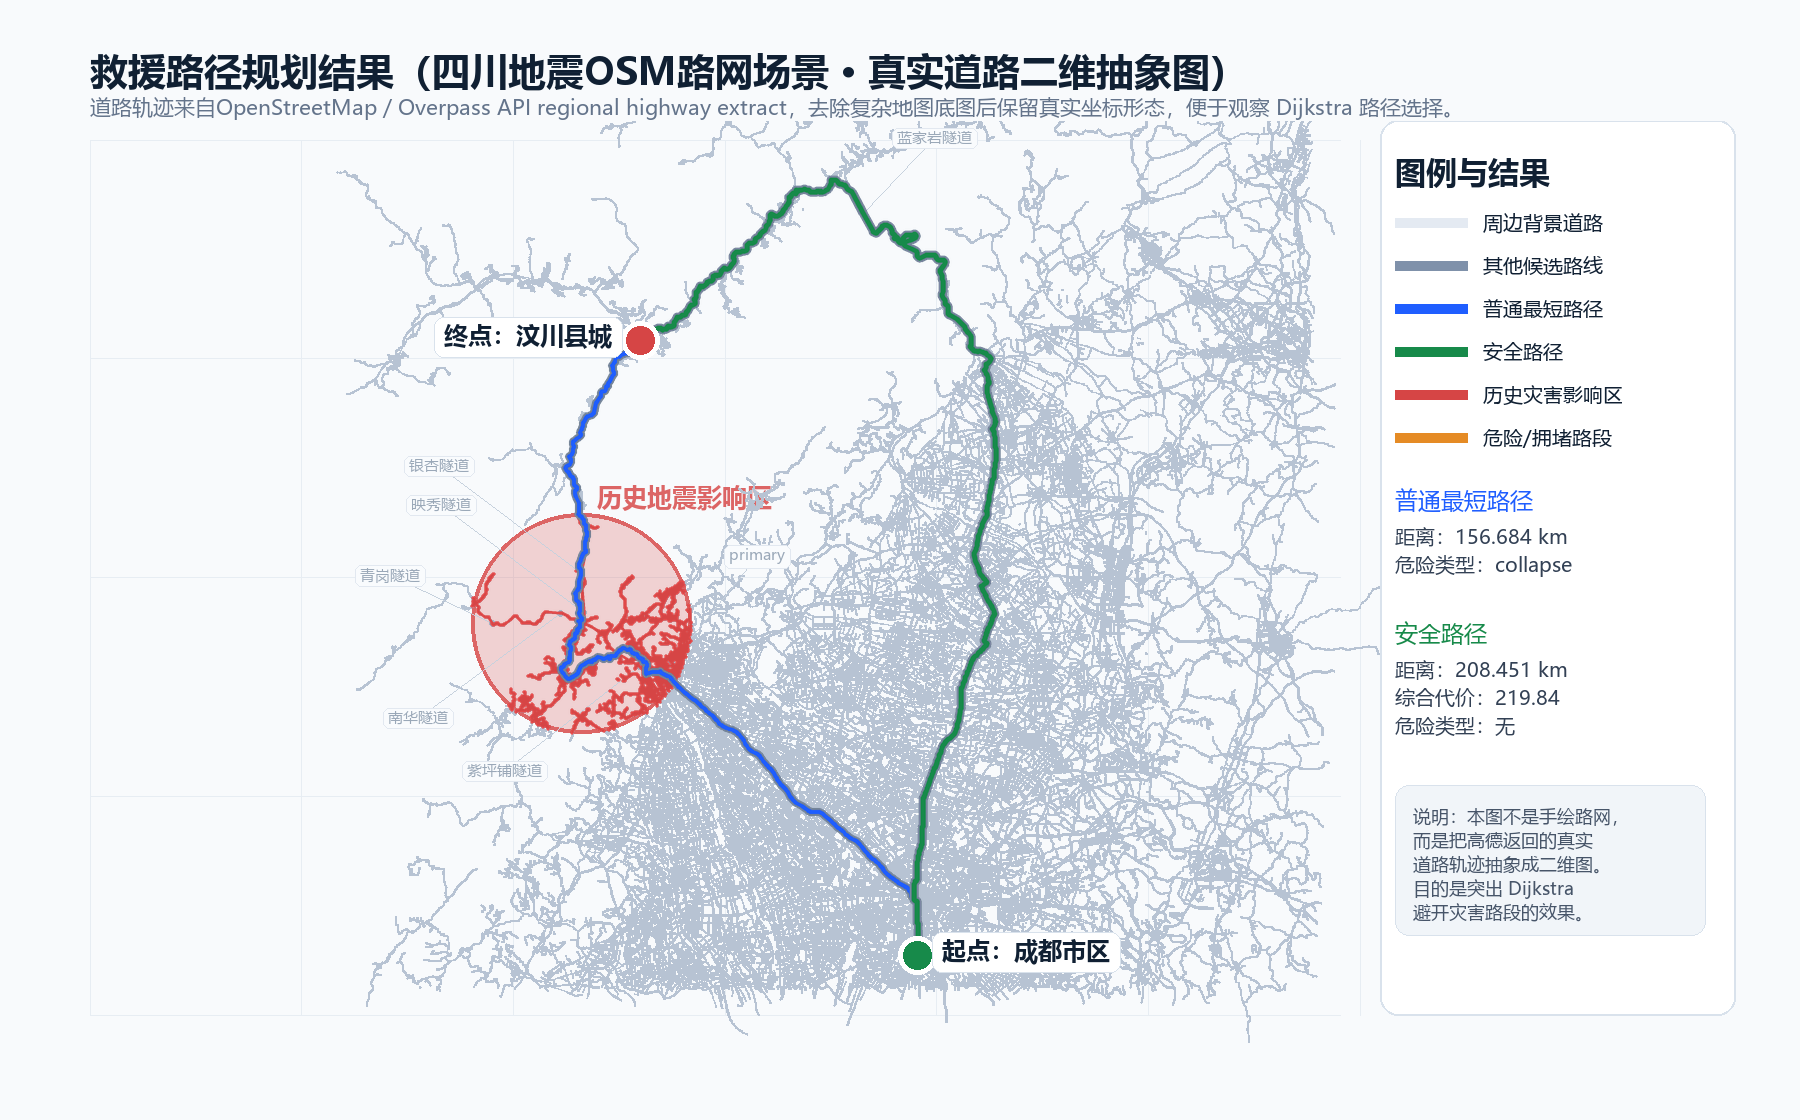 救援路径规划结果（四川地震OSM路网场景 • 真实道路二维抽象图）
道路轨迹来自OpenStreetMap / Overpass API regional highway extract，去除复杂地图底图后保留真实坐标形态，便于观察 Dijkstra 路径选择。
蓝家岩隧道
终点：汶川县城
银杏隧道
历史地震影响区
映秀隧道
primary
青岗隧道
南华隧道
紫坪铺隧道
起点：成都市区
图例与结果
周边背景道路
其他候选路线
普通最短路径
安全路径
历史灾害影响区
危险/拥堵路段
普通最短路径
距离：156.684 km
危险类型：collapse
安全路径
距离：208.451 km
综合代价：219.84
危险类型：无
说明：本图不是手绘路网，
而是把高德返回的真实
道路轨迹抽象成二维图。
目的是突出 Dijkstra
避开灾害路段的效果。